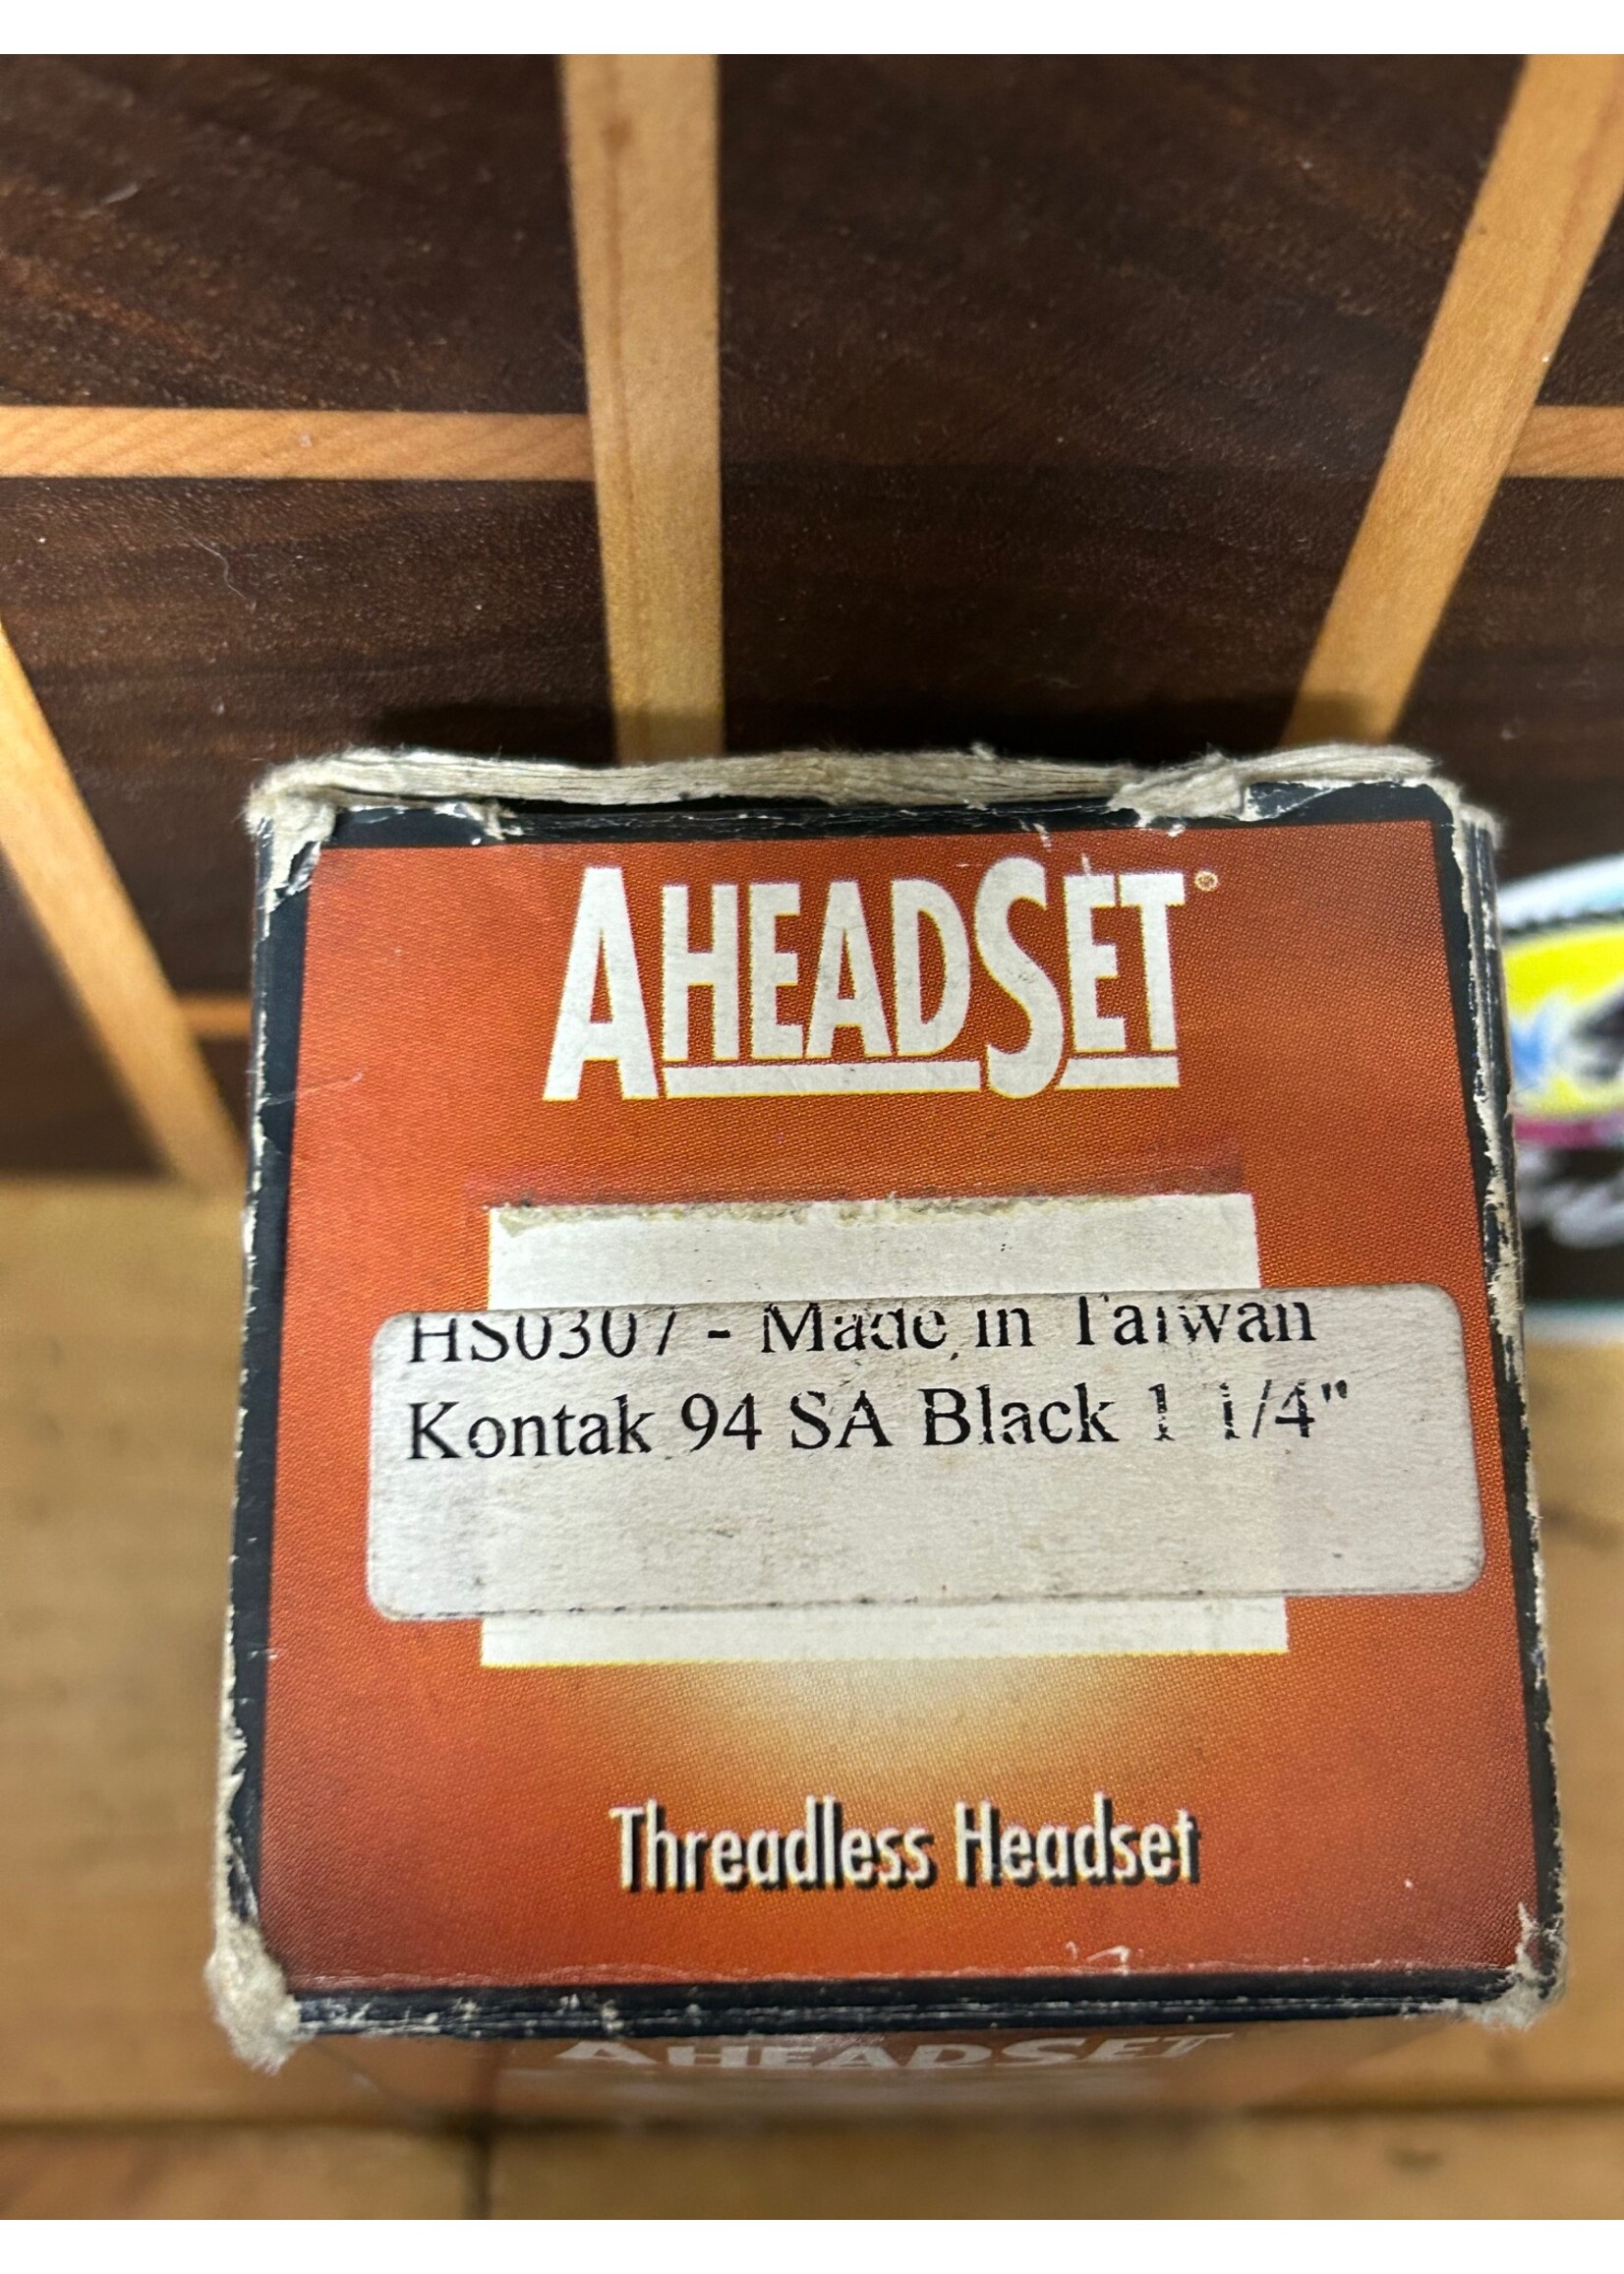 AHEADSET®
HS0307 - Made in Taiwan
Kontak 94 SA Black 1 1/4"
Threadless Headset
AHEADSET